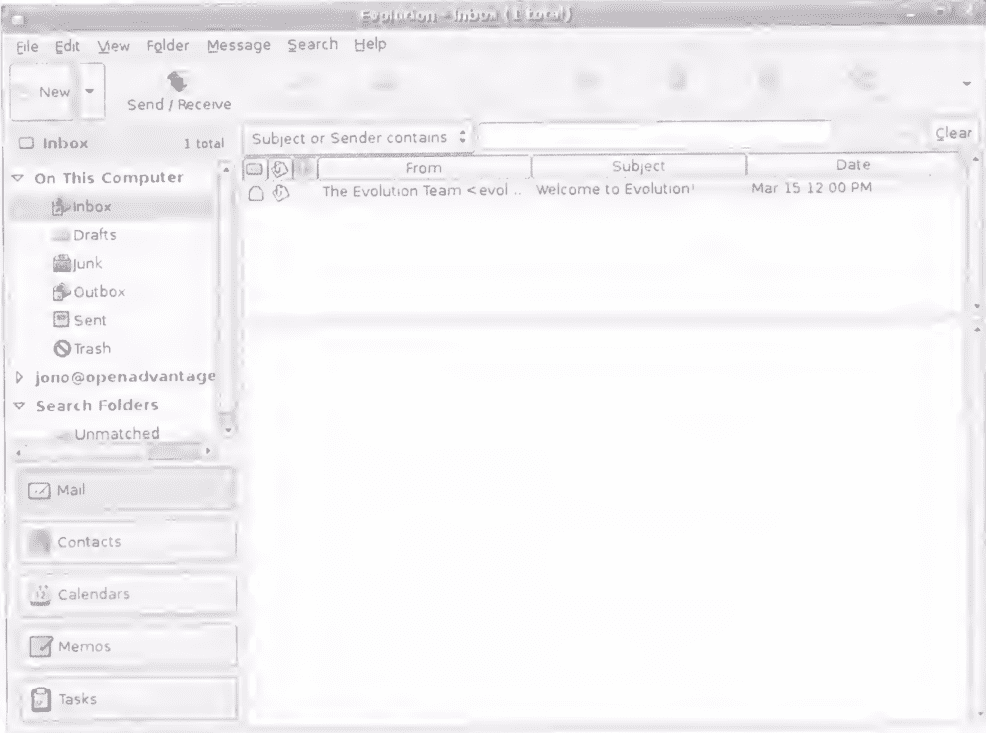 Evolution - Inbox (1 total)
File Edit View Folder Message Search Help
New
Send / Receive
Inbox 1 total
Subject or Sender contains
Clear
From Subject Date
The Evolution Team <evol .. Welcome to Evolution! Mar 15 12 00 PM
On This Computer
Inbox
Drafts
Junk
Outbox
Sent
Trash
jono@openadvantage
Search Folders
Unmatched
Mail
Contacts
Calendars
Memos
Tasks